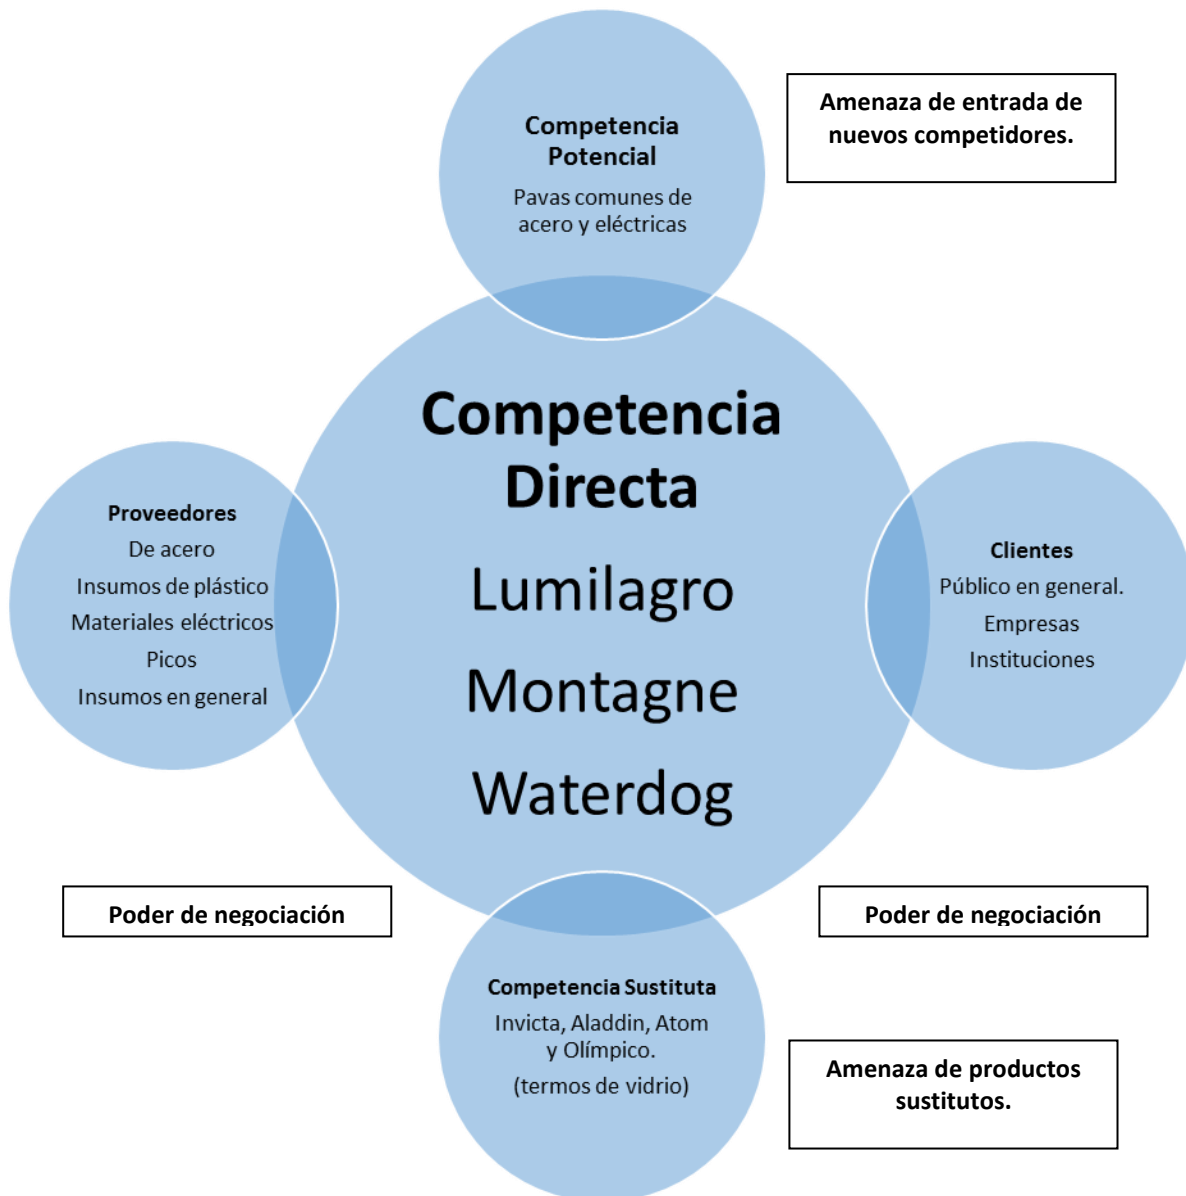 Competencia
Potencial
Pavas comunes de
acero y eléctricas
Amenaza de entrada de
nuevos competidores.
Competencia
Directa
Lumilagro
Montagne
Waterdog
Proveedores
De acero
Insumos de plástico
Materiales eléctricos
Picos
Insumos en general
Clientes
Público en general.
Empresas
Instituciones
Poder de negociación
Poder de negociación
Competencia Sustituta
Invicta, Aladdin, Atom
y Olímpico.
(termos de vidrio)
Amenaza de productos
sustitutos.